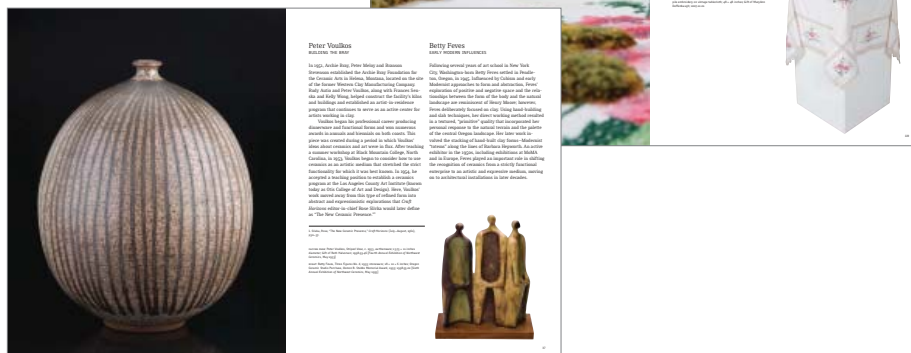 Peter Voulkos
BUILDING THE BRAY
In 1951, Archie Bray, Peter Meloy and Branson
Stevenson established the Archie Bray Foundation for
the Ceramic Arts in Helena, Montana, located on the site
of the former Western Clay Manufacturing Company.
Rudy Autio and Peter Voulkos, along with Frances Sen-
ska and Kelly Wong, helped construct the facility's kilns
and buildings and established an artist-in-residence
program that continues to serve as an active center for
artists working in clay.
Voulkos began his professional career producing
dinnerware and functional forms and won numerous
awards in annuals and biennials on both coasts. This
piece was created during a period in which Voulkos'
ideas about ceramics and art were in flux. After teaching
a summer workshop at Black Mountain College, North
Carolina, in 1953, Voulkos began to consider how to use
ceramics as an artistic medium that stretched the strict
functionality for which it was best known. In 1954, he
accepted a teaching position to establish a ceramics
program at the Los Angeles County Art Institute (known
today as Otis College of Art and Design). Here, Voulkos'
work moved away from this type of refined form into
abstract and expressionistic explorations that Craft
Horizons editor-in-chief Rose Slivka would later define
as "The New Ceramic Presence."
Betty Feves
EARLY MODERN INFLUENCES
Following several years of art school in New York
City, Washington-born Betty Feves settled in Pendle-
ton, Oregon, in 1945. Influenced by Cubism and early
Modernist approaches to form and abstraction, Feves'
exploration of positive and negative space and the rela-
tionships between the form of the body and the natural
landscape are reminiscent of Henry Moore; however,
Feves deliberately focused on clay. Using hand-building
and slab techniques, her direct working method resulted
in a textured, "primitive" quality that incorporated her
personal response to the natural terrain and the palette
of the central Oregon landscape. Her later work in-
cluded the stacking of hand-built clay forms—Modernist
"totems" along the lines of Barbara Hepworth. An active
exhibitor in the 1950s, including exhibitions at MoMA
and in Europe, Feves played an important role in shifting
the recognition of ceramics from a strictly functional
enterprise to an artistic and expressive medium, moving
on to architectural installations in later decades.